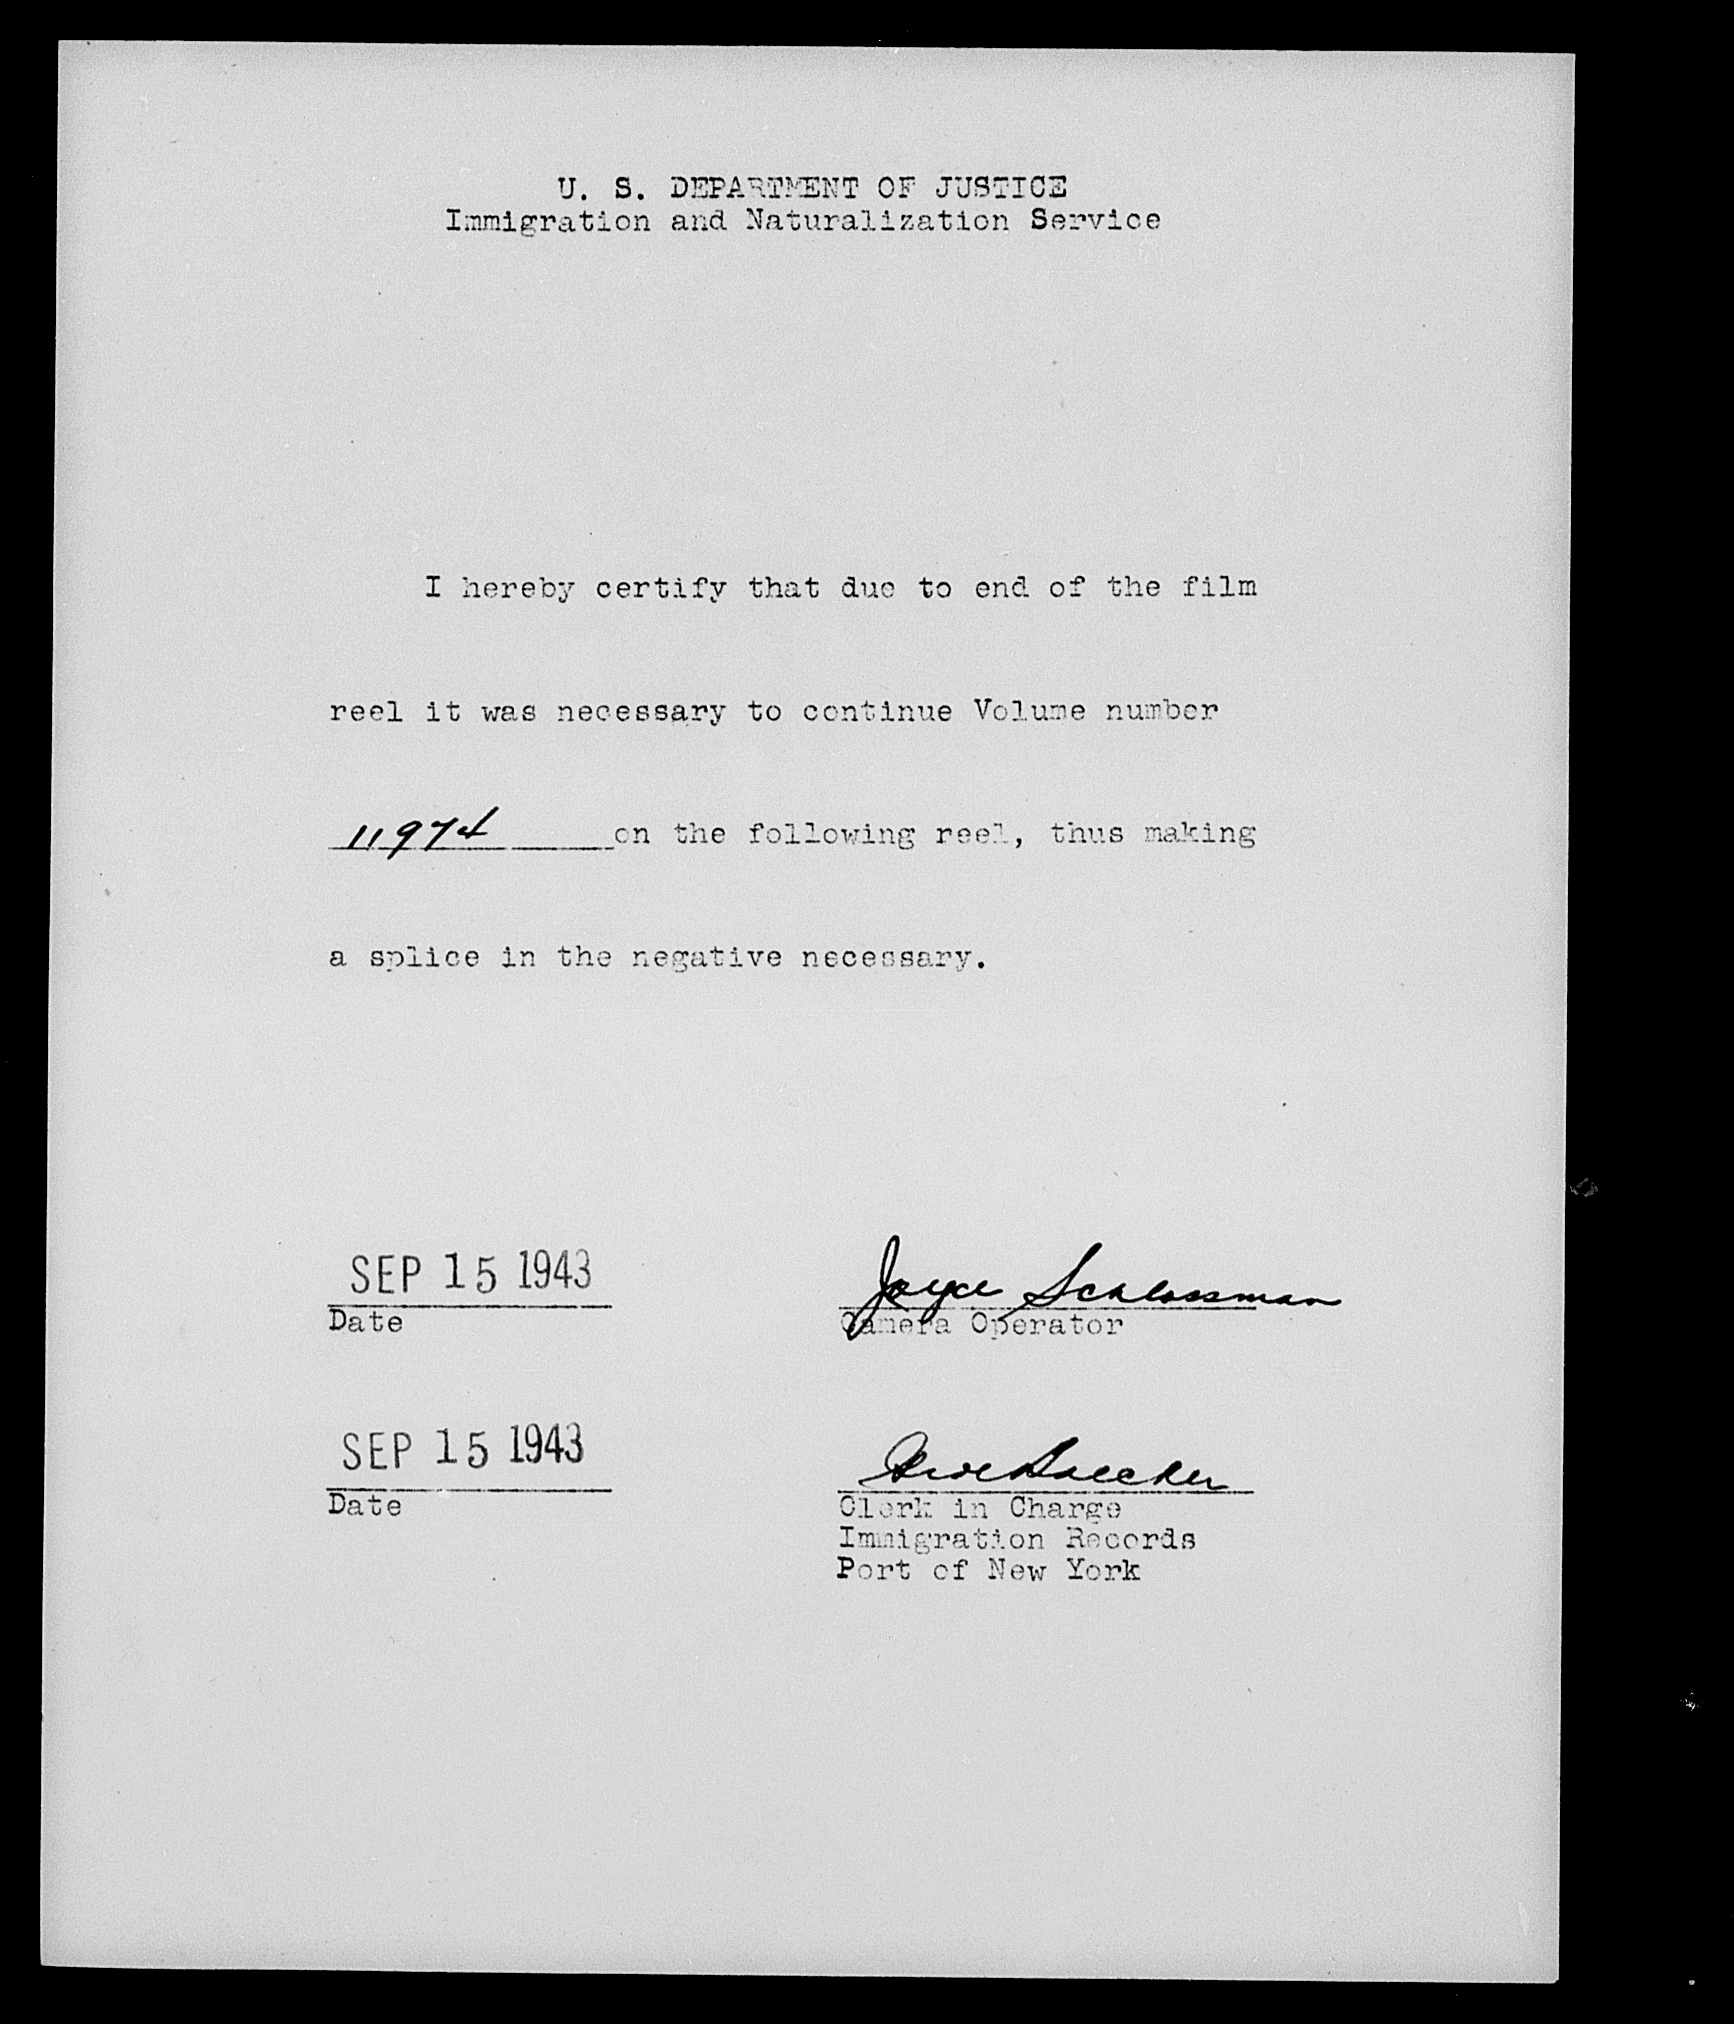 U. S. DEPARTMENT OF JUSTICE
Immigration and Naturalization Service
I hereby certify that due to end of the film
reel it was necessary to continue Volume number
11974 on the following reel, thus making
a splice in the negative necessary.
SEP 15 1943
Date
Joyce Schlossman
Camera Operator
SEP 15 1943
Date
Clerk in Charge
Immigration Records
Port of New York